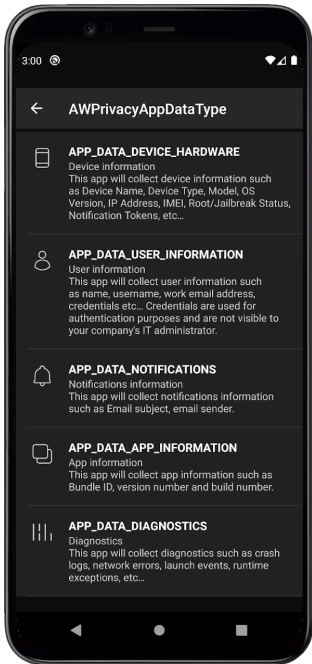 3:00
AWPrivacyAppDataType
APP_DATA_DEVICE_HARDWARE
Device information
This app will collect device information such
as Device Name, Device Type, Model, OS
Version, IP Address, IMEI, Root/Jailbreak Status,
Notification Tokens, etc...
APP_DATA_USER_INFORMATION
User information
This app will collect user information such
as name, username, work email address,
credentials etc... Credentials are used for
authentication purposes and are not visible to
your company's IT administrator.
APP_DATA_NOTIFICATIONS
Notifications information
This app will collect notifications information
such as Email subject, email sender.
APP_DATA_APP_INFORMATION
App information
This app will collect app information such as
Bundle ID, version number and build number.
APP_DATA_DIAGNOSTICS
Diagnostics
This app will collect diagnostics such as crash
logs, network errors, launch events, runtime
exceptions, etc...